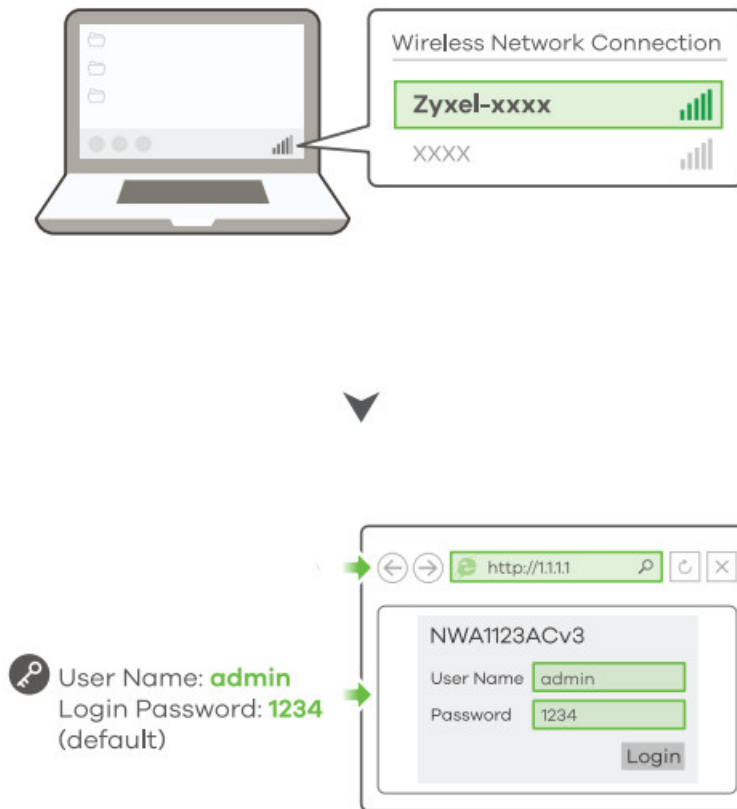 Wireless Network Connection
Zyxel-xxxx
XXXX
http://1.1.1.1
NWA1123ACv3
User Name: admin
Login Password: 1234
(default)
User Name admin
Password 1234
Login